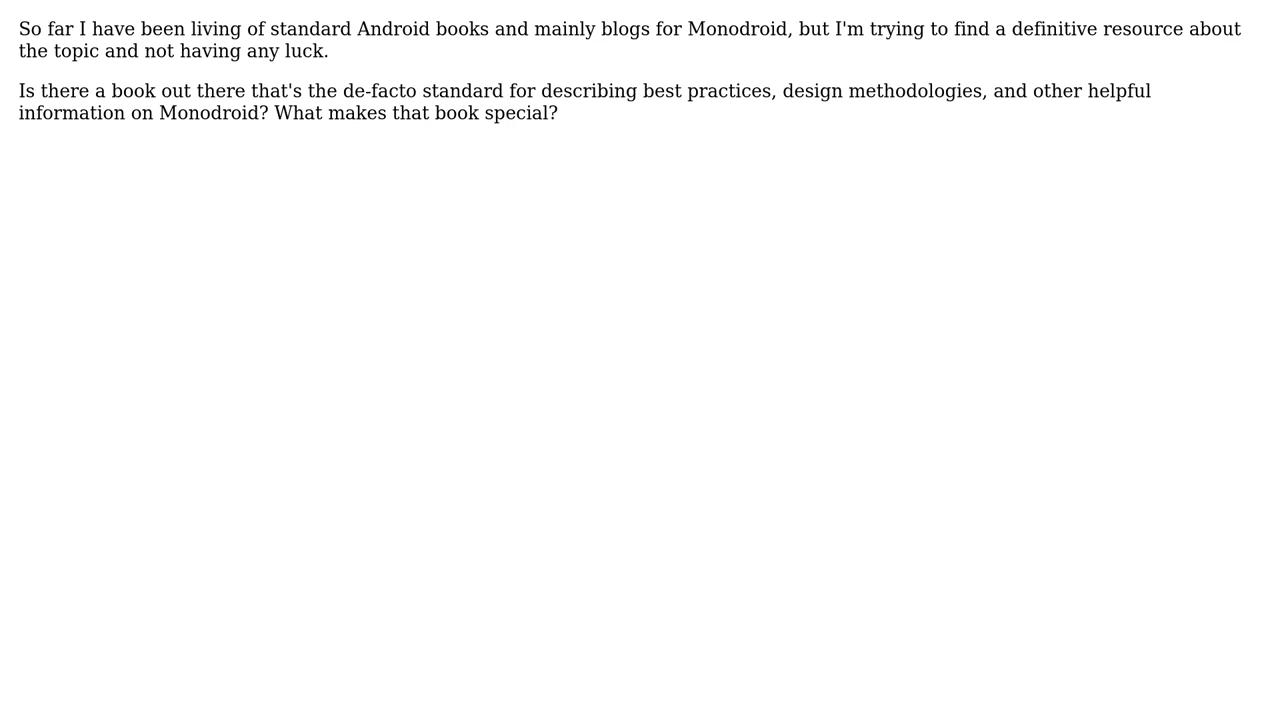 So far I have been living of standard Android books and mainly blogs for Monodroid, but I'm trying to find a definitive resource about
the topic and not having any luck.
Is there a book out there that's the de-facto standard for describing best practices, design methodologies, and other helpful
information on Monodroid? What makes that book special?